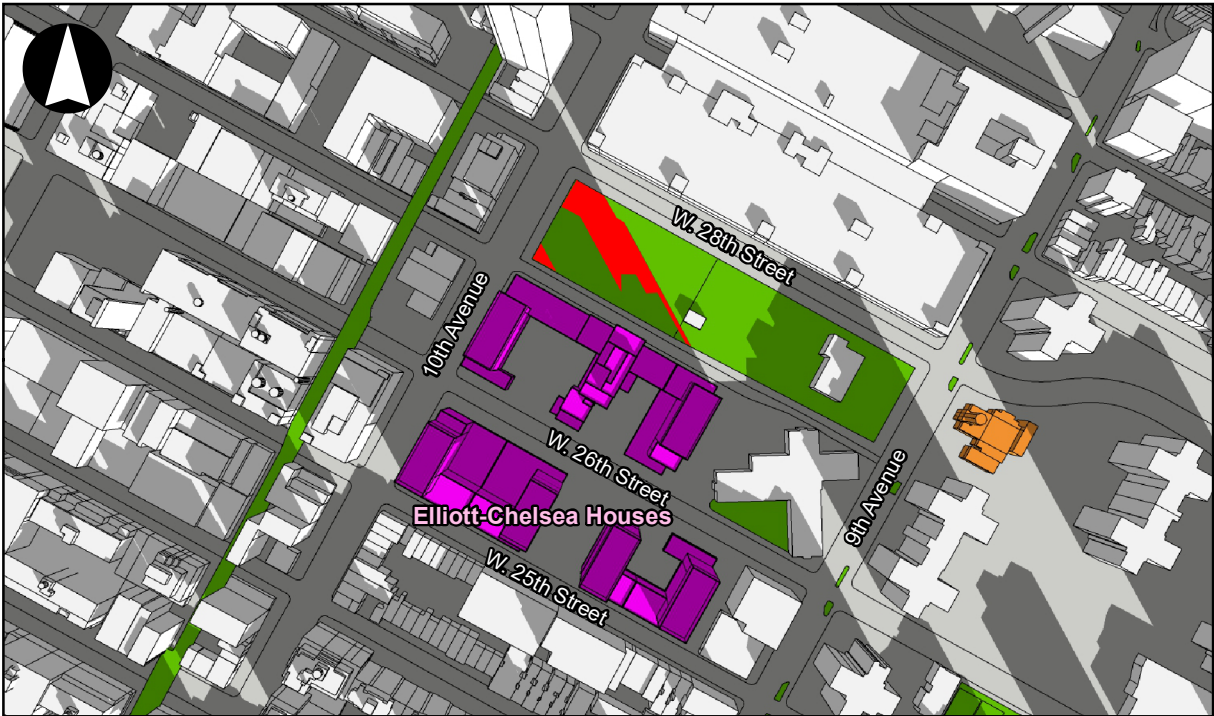 W. 28th Street
10th Avenue
W. 26th Street
9th Avenue
Elliott-Chelsea Houses
W. 25th Street